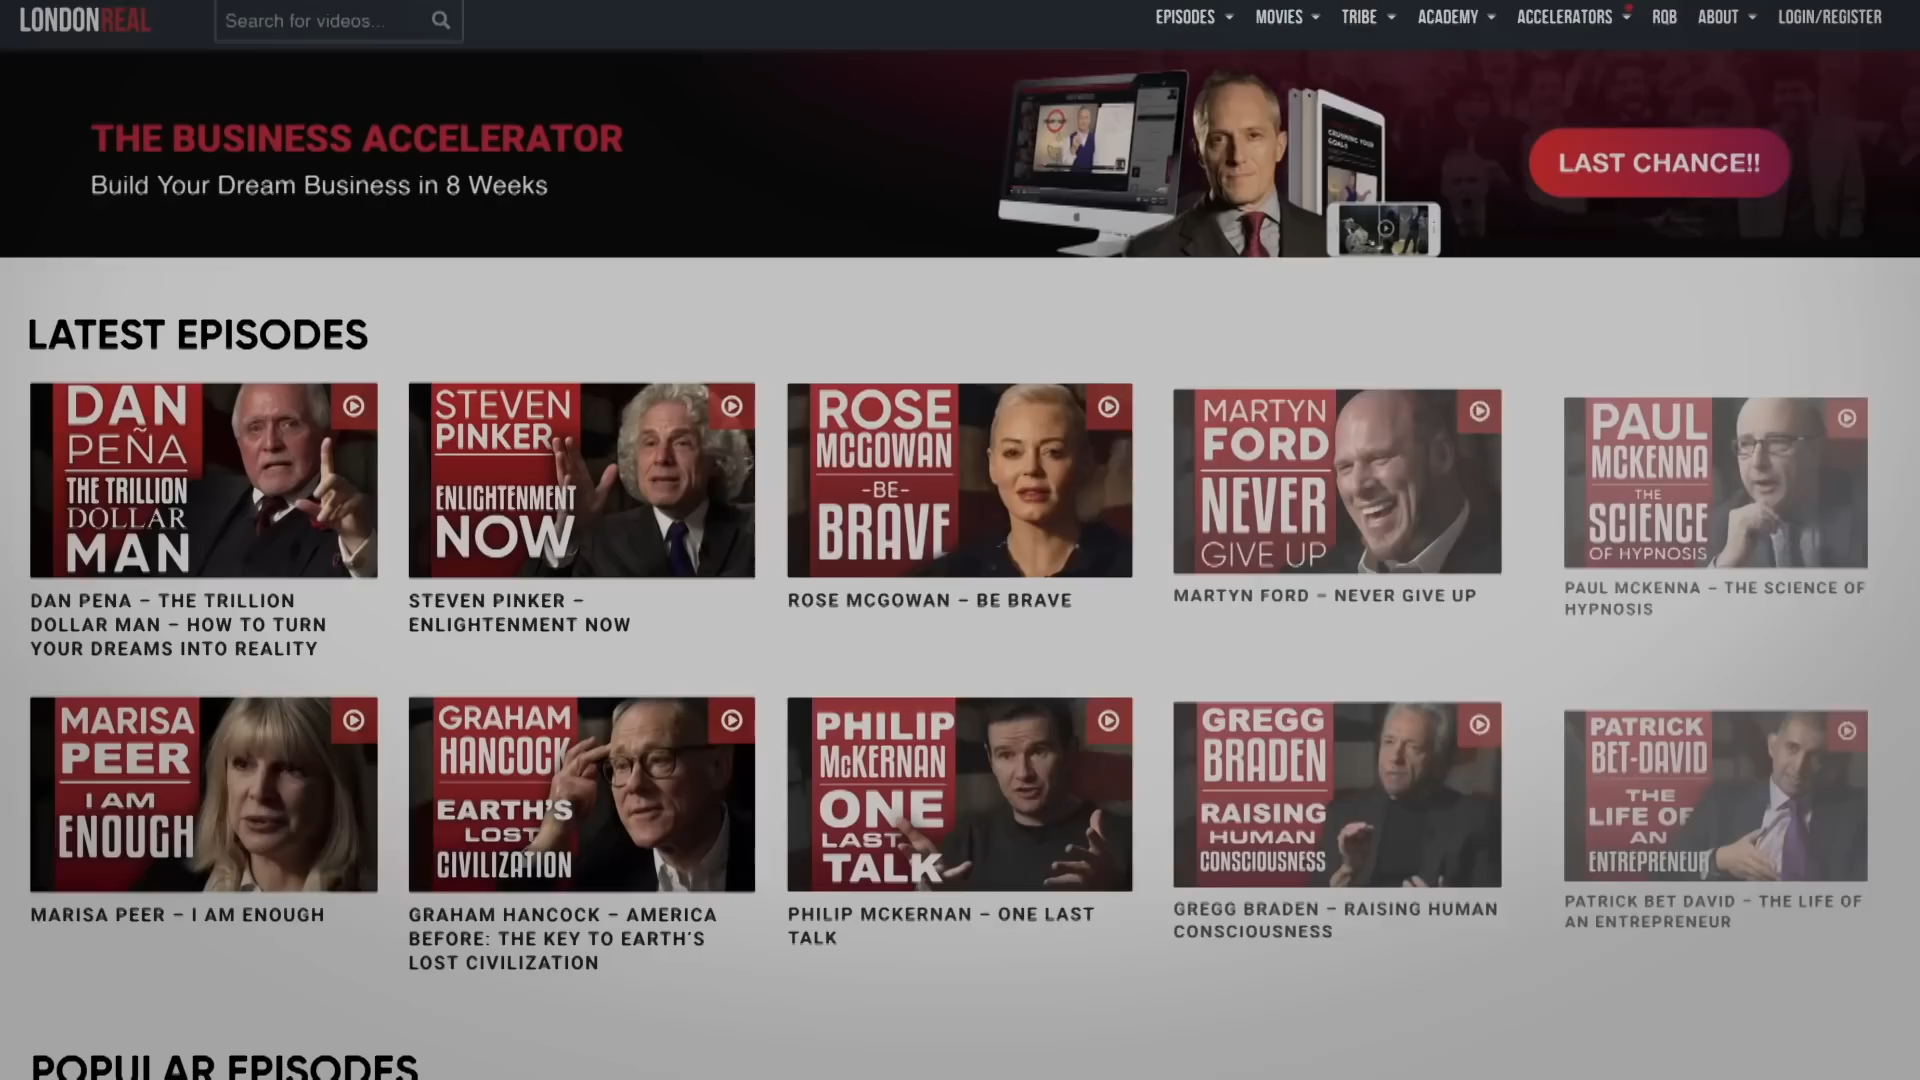 LONDONREAL
Search for videos...
EPISODES
MOVIES
TRIBE
ACADEMY
ACCELERATORS
RQB
ABOUT
LOGIN/REGISTER
THE BUSINESS ACCELERATOR
Build Your Dream Business in 8 Weeks
CRUSHING YOUR
GOALS
LAST CHANCE!!
LATEST EPISODES
DAN
PEÑA
THE TRILLION
DOLLAR
MAN
DAN PENA – THE TRILLION
DOLLAR MAN – HOW TO TURN
YOUR DREAMS INTO REALITY
STEVEN
PINKER
ENLIGHTENMENT
NOW
STEVEN PINKER –
ENLIGHTENMENT NOW
ROSE
MCGOWAN
-BE-
BRAVE
ROSE MCGOWAN – BE BRAVE
MARTYN
FORD
NEVER
GIVE UP
MARTYN FORD – NEVER GIVE UP
PAUL
MCKENNA
THE
SCIENCE
OF HYPNOSIS
PAUL MCKENNA – THE SCIENCE OF
HYPNOSIS
MARISA
PEER
I AM
ENOUGH
MARISA PEER – I AM ENOUGH
GRAHAM
HANCOCK
EARTH'S
LOST
CIVILIZATION
GRAHAM HANCOCK – AMERICA
BEFORE: THE KEY TO EARTH'S
LOST CIVILIZATION
PHILIP
McKERNAN
ONE
LAST
TALK
PHILIP MCKERNAN – ONE LAST
TALK
GREGG
BRADEN
RAISING
HUMAN
CONSCIOUSNESS
GREGG BRADEN – RAISING HUMAN
CONSCIOUSNESS
PATRICK
BET-DAVID
THE
LIFE OF
AN
ENTREPRENEUR
PATRICK BET DAVID – THE LIFE OF
AN ENTREPRENEUR
POPULAR EPISODES